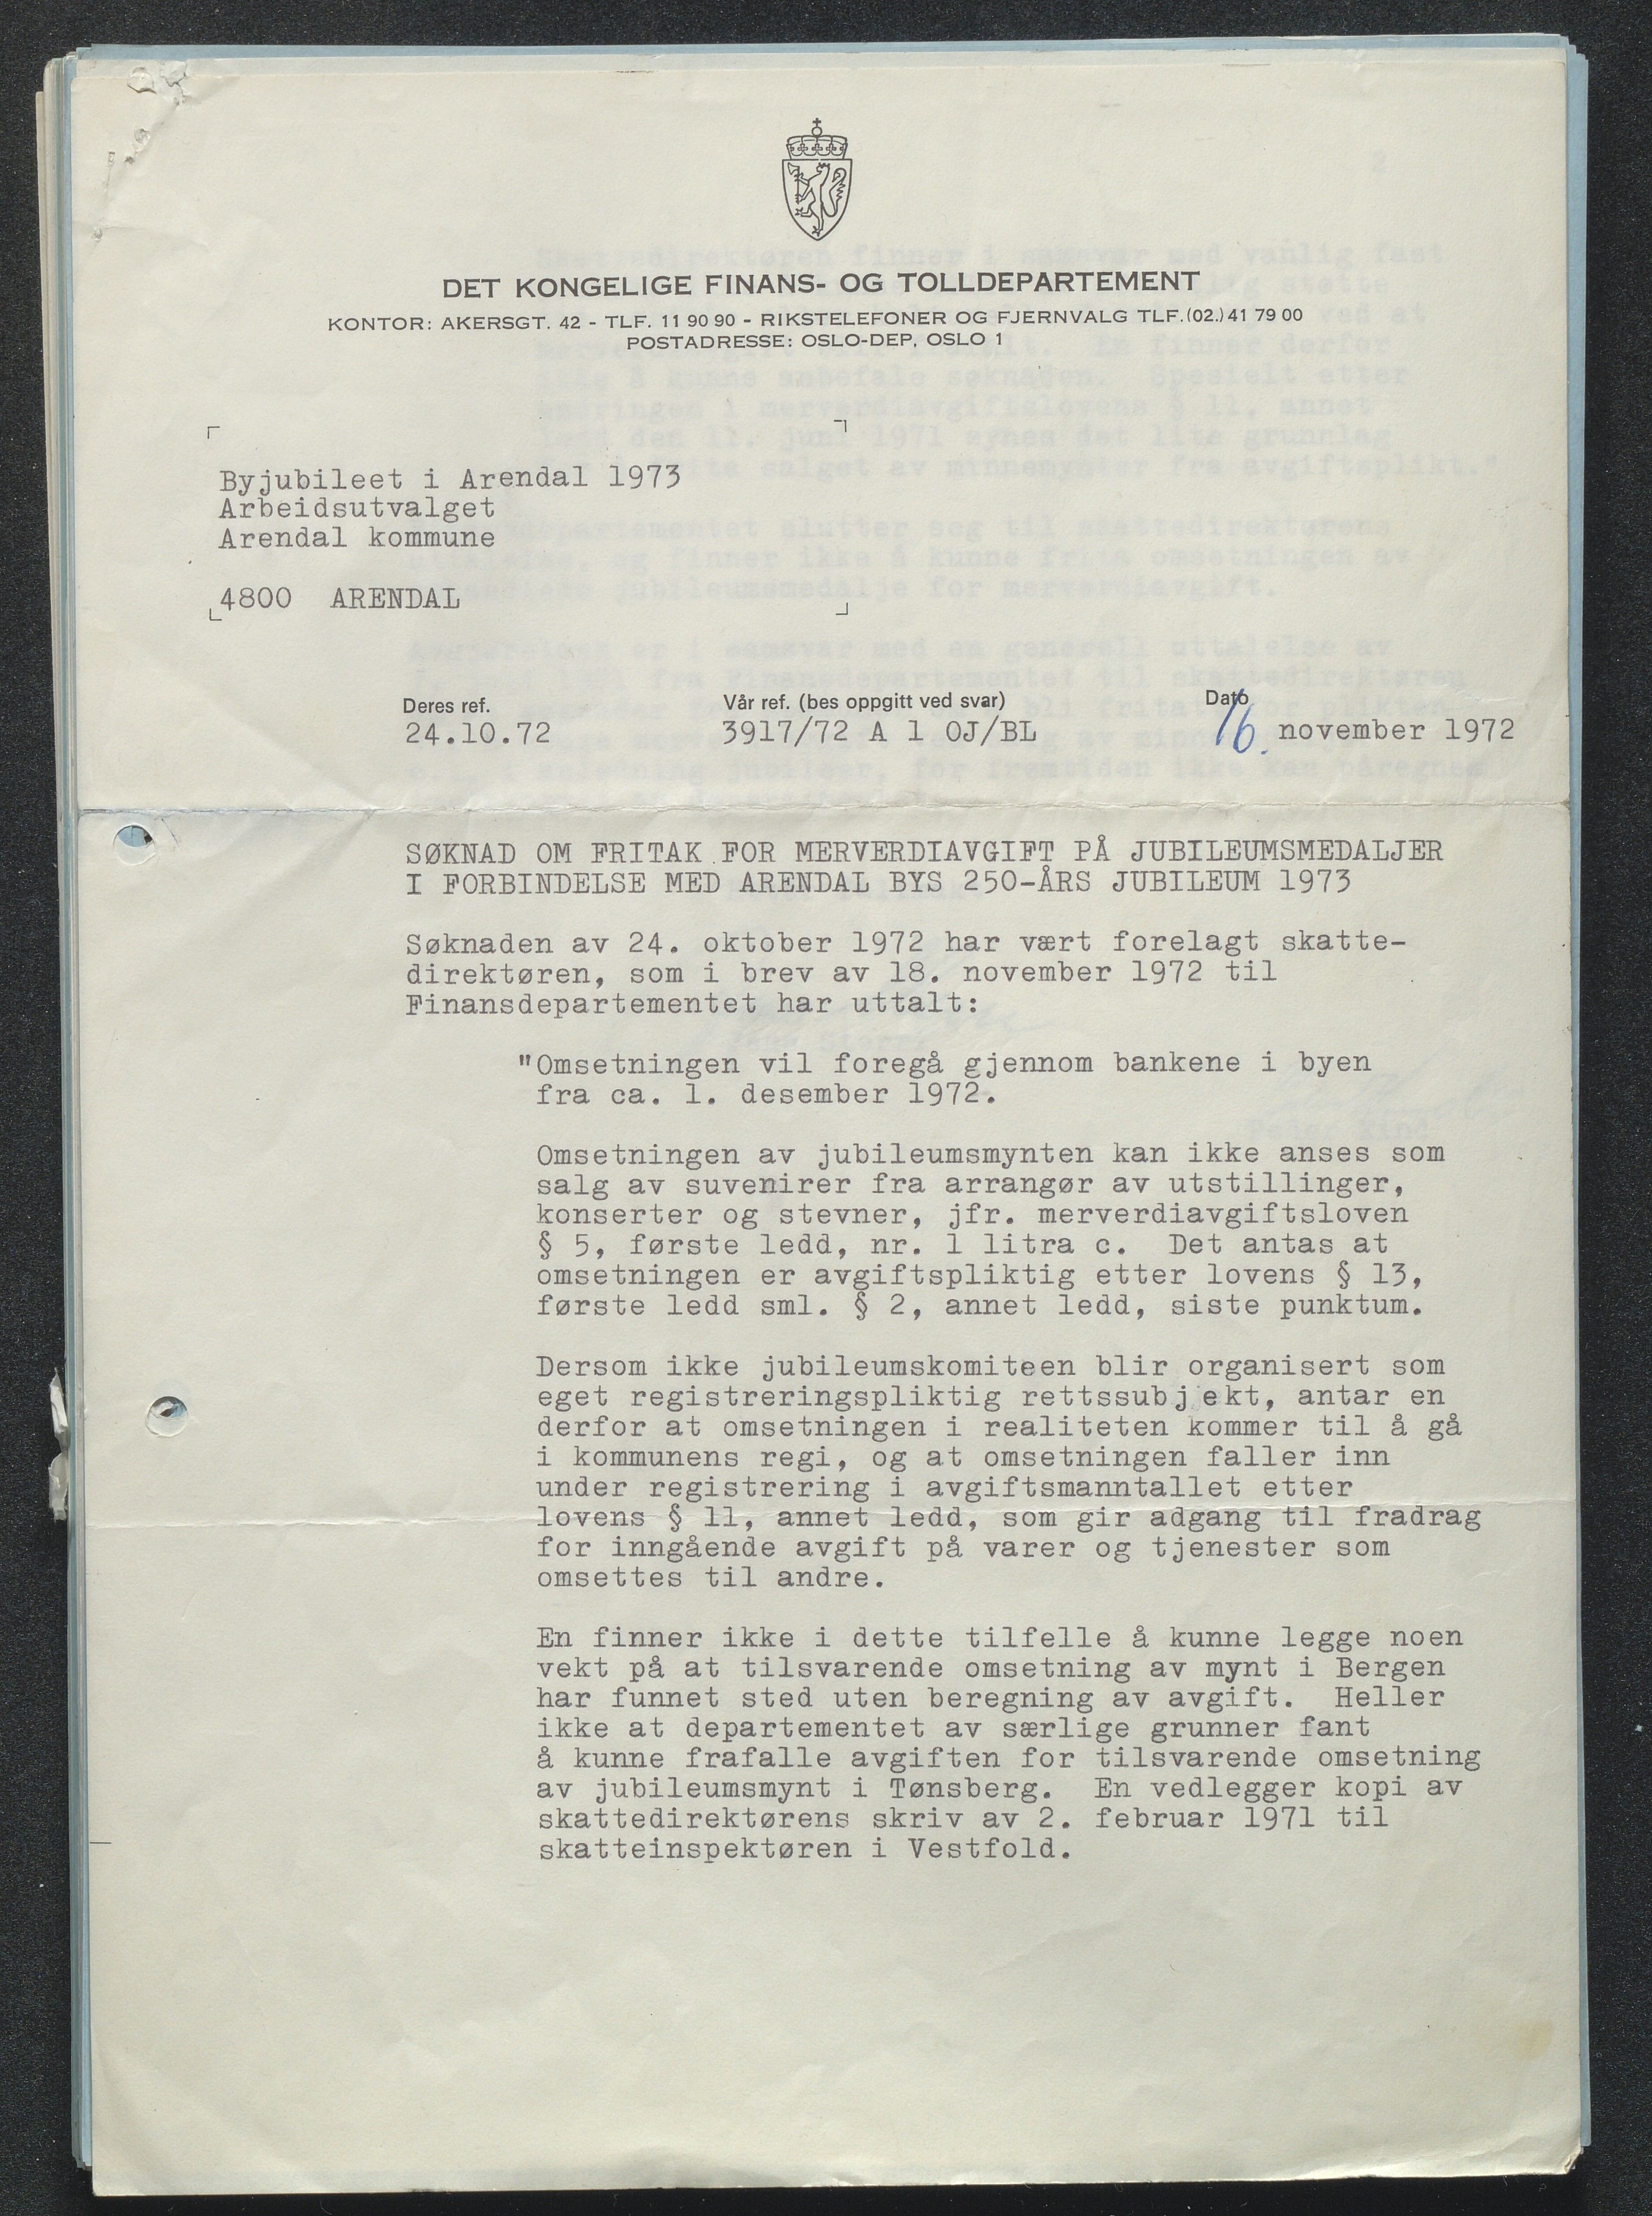 DET KONGELIGE FINANS- OG TOLLDEPARTEMENT
KONTOR: AKERSGT. 42 - TLF. 11 90 90 - RIKSTELEFONER OG FJERNVALG TLF.(02.) 41 79 00
POSTADRESSE: OSLO-DEP, OSLO 1
Byjubileet i Arendal 1973
Arbeidsutvalget
Arendal kommune
4800 ARENDAL
Deres ref. Vår ref. (bes oppgitt ved svar) Dato
24.10.72 3917/72 A 1 OJ/BL 16. november 1972
SØKNAD OM FRITAK FOR MERVERDIAVGIFT PÅ JUBILEUMSMEDALJER
I FORBINDELSE MED ARENDAL BYS 250-ÅRS JUBILEUM 1973
Søknaden av 24. oktober 1972 har vært forelagt skatte-
direktøren, som i brev av 18. november 1972 til
Finansdepartementet har uttalt:
"Omsetningen vil foregå gjennom bankene i byen
fra ca. 1. desember 1972.
Omsetningen av jubileumsmynten kan ikke anses som
salg av suvenirer fra arrangør av utstillinger,
konserter og stevner, jfr. merverdiavgiftsloven
§ 5, første ledd, nr. 1 litra c. Det antas at
omsetningen er avgiftspliktig etter lovens § 13,
første ledd sml. § 2, annet ledd, siste punktum.
Dersom ikke jubileumskomiteen blir organisert som
eget registreringspliktig rettssubjekt, antar en
derfor at omsetningen i realiteten kommer til å gå
i kommunens regi, og at omsetningen faller inn
under registrering i avgiftsmanntallet etter
lovens § 11, annet ledd, som gir adgang til fradrag
for inngående avgift på varer og tjenester som
omsettes til andre.
En finner ikke i dette tilfelle å kunne legge noen
vekt på at tilsvarende omsetning av mynt i Bergen
har funnet sted uten beregning av avgift. Heller
ikke at departementet av særlige grunner fant
å kunne frafalle avgiften for tilsvarende omsetning
av jubileumsmynt i Tønsberg. En vedlegger kopi av
skattedirektørens skriv av 2. februar 1971 til
skatteinspektøren i Vestfold.